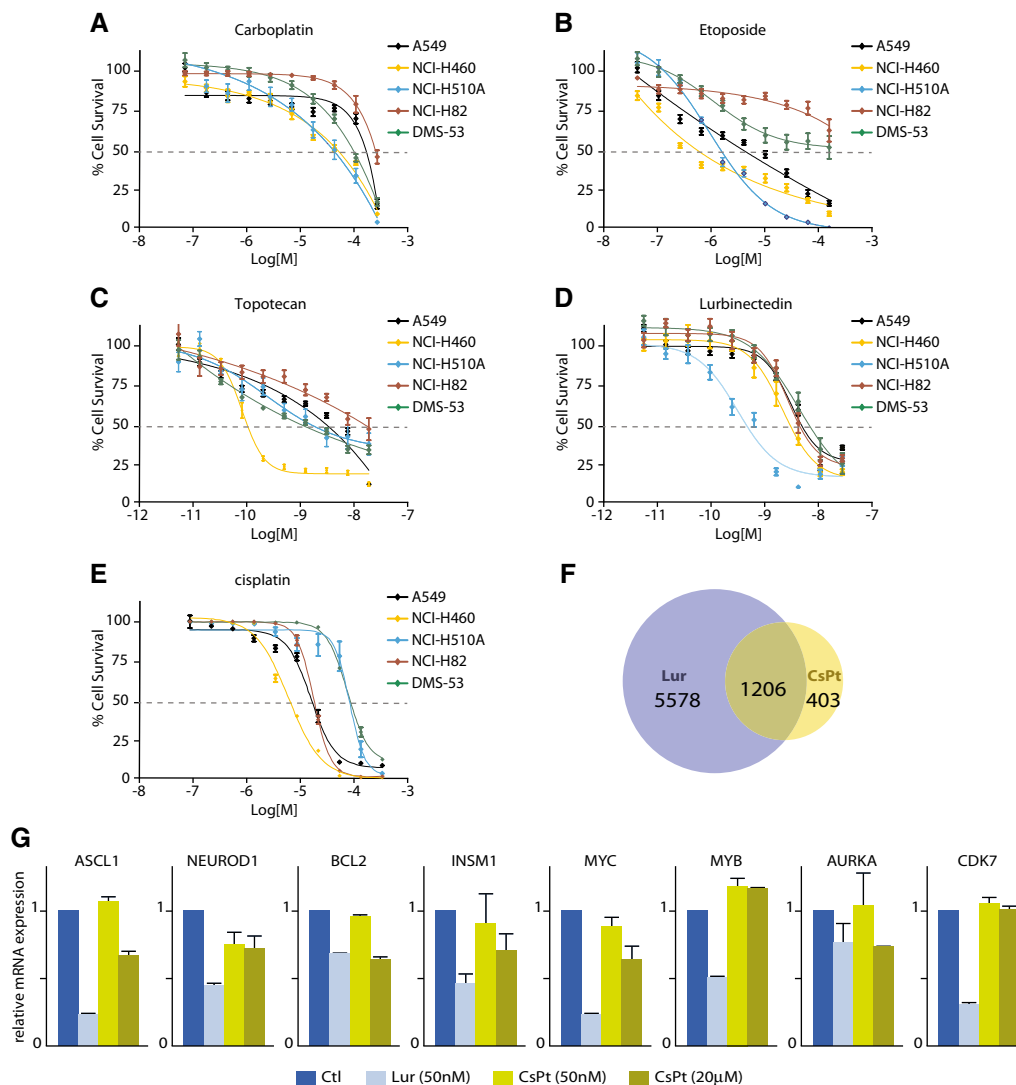 A
Carboplatin
% Cell Survival
100
75
50
25
0
-8 -7 -6 -5 -4 -3
Log[M]
A549
NCI-H460
NCI-H510A
NCI-H82
DMS-53
B
Etoposide
% Cell Survival
100
75
50
25
0
-8 -7 -6 -5 -4 -3
Log[M]
A549
NCI-H460
NCI-H510A
NCI-H82
DMS-53
C
Topotecan
% Cell Survival
100
75
50
25
0
-12 -11 -10 -9 -8 -7
Log[M]
A549
NCI-H460
NCI-H510A
NCI-H82
DMS-53
D
Lurbinectedin
% Cell Survival
100
75
50
25
0
-12 -11 -10 -9 -8 -7
Log[M]
A549
NCI-H460
NCI-H510A
NCI-H82
DMS-53
E
cisplatin
% Cell Survival
100
75
50
25
0
-8 -7 -6 -5 -4 -3
Log[M]
A549
NCI-H460
NCI-H510A
NCI-H82
DMS-53
F
Lur
5578
1206
CsPt
403
G
relative mRNA expression
ASCL1 NEUROD1 BCL2 INSM1 MYC MYB AURKA CDK7
1 1 1 1 1 1 1 1
0 0 0 0 0 0 0 0
Ctl Lur (50nM) CsPt (50nM) CsPt (20μM)